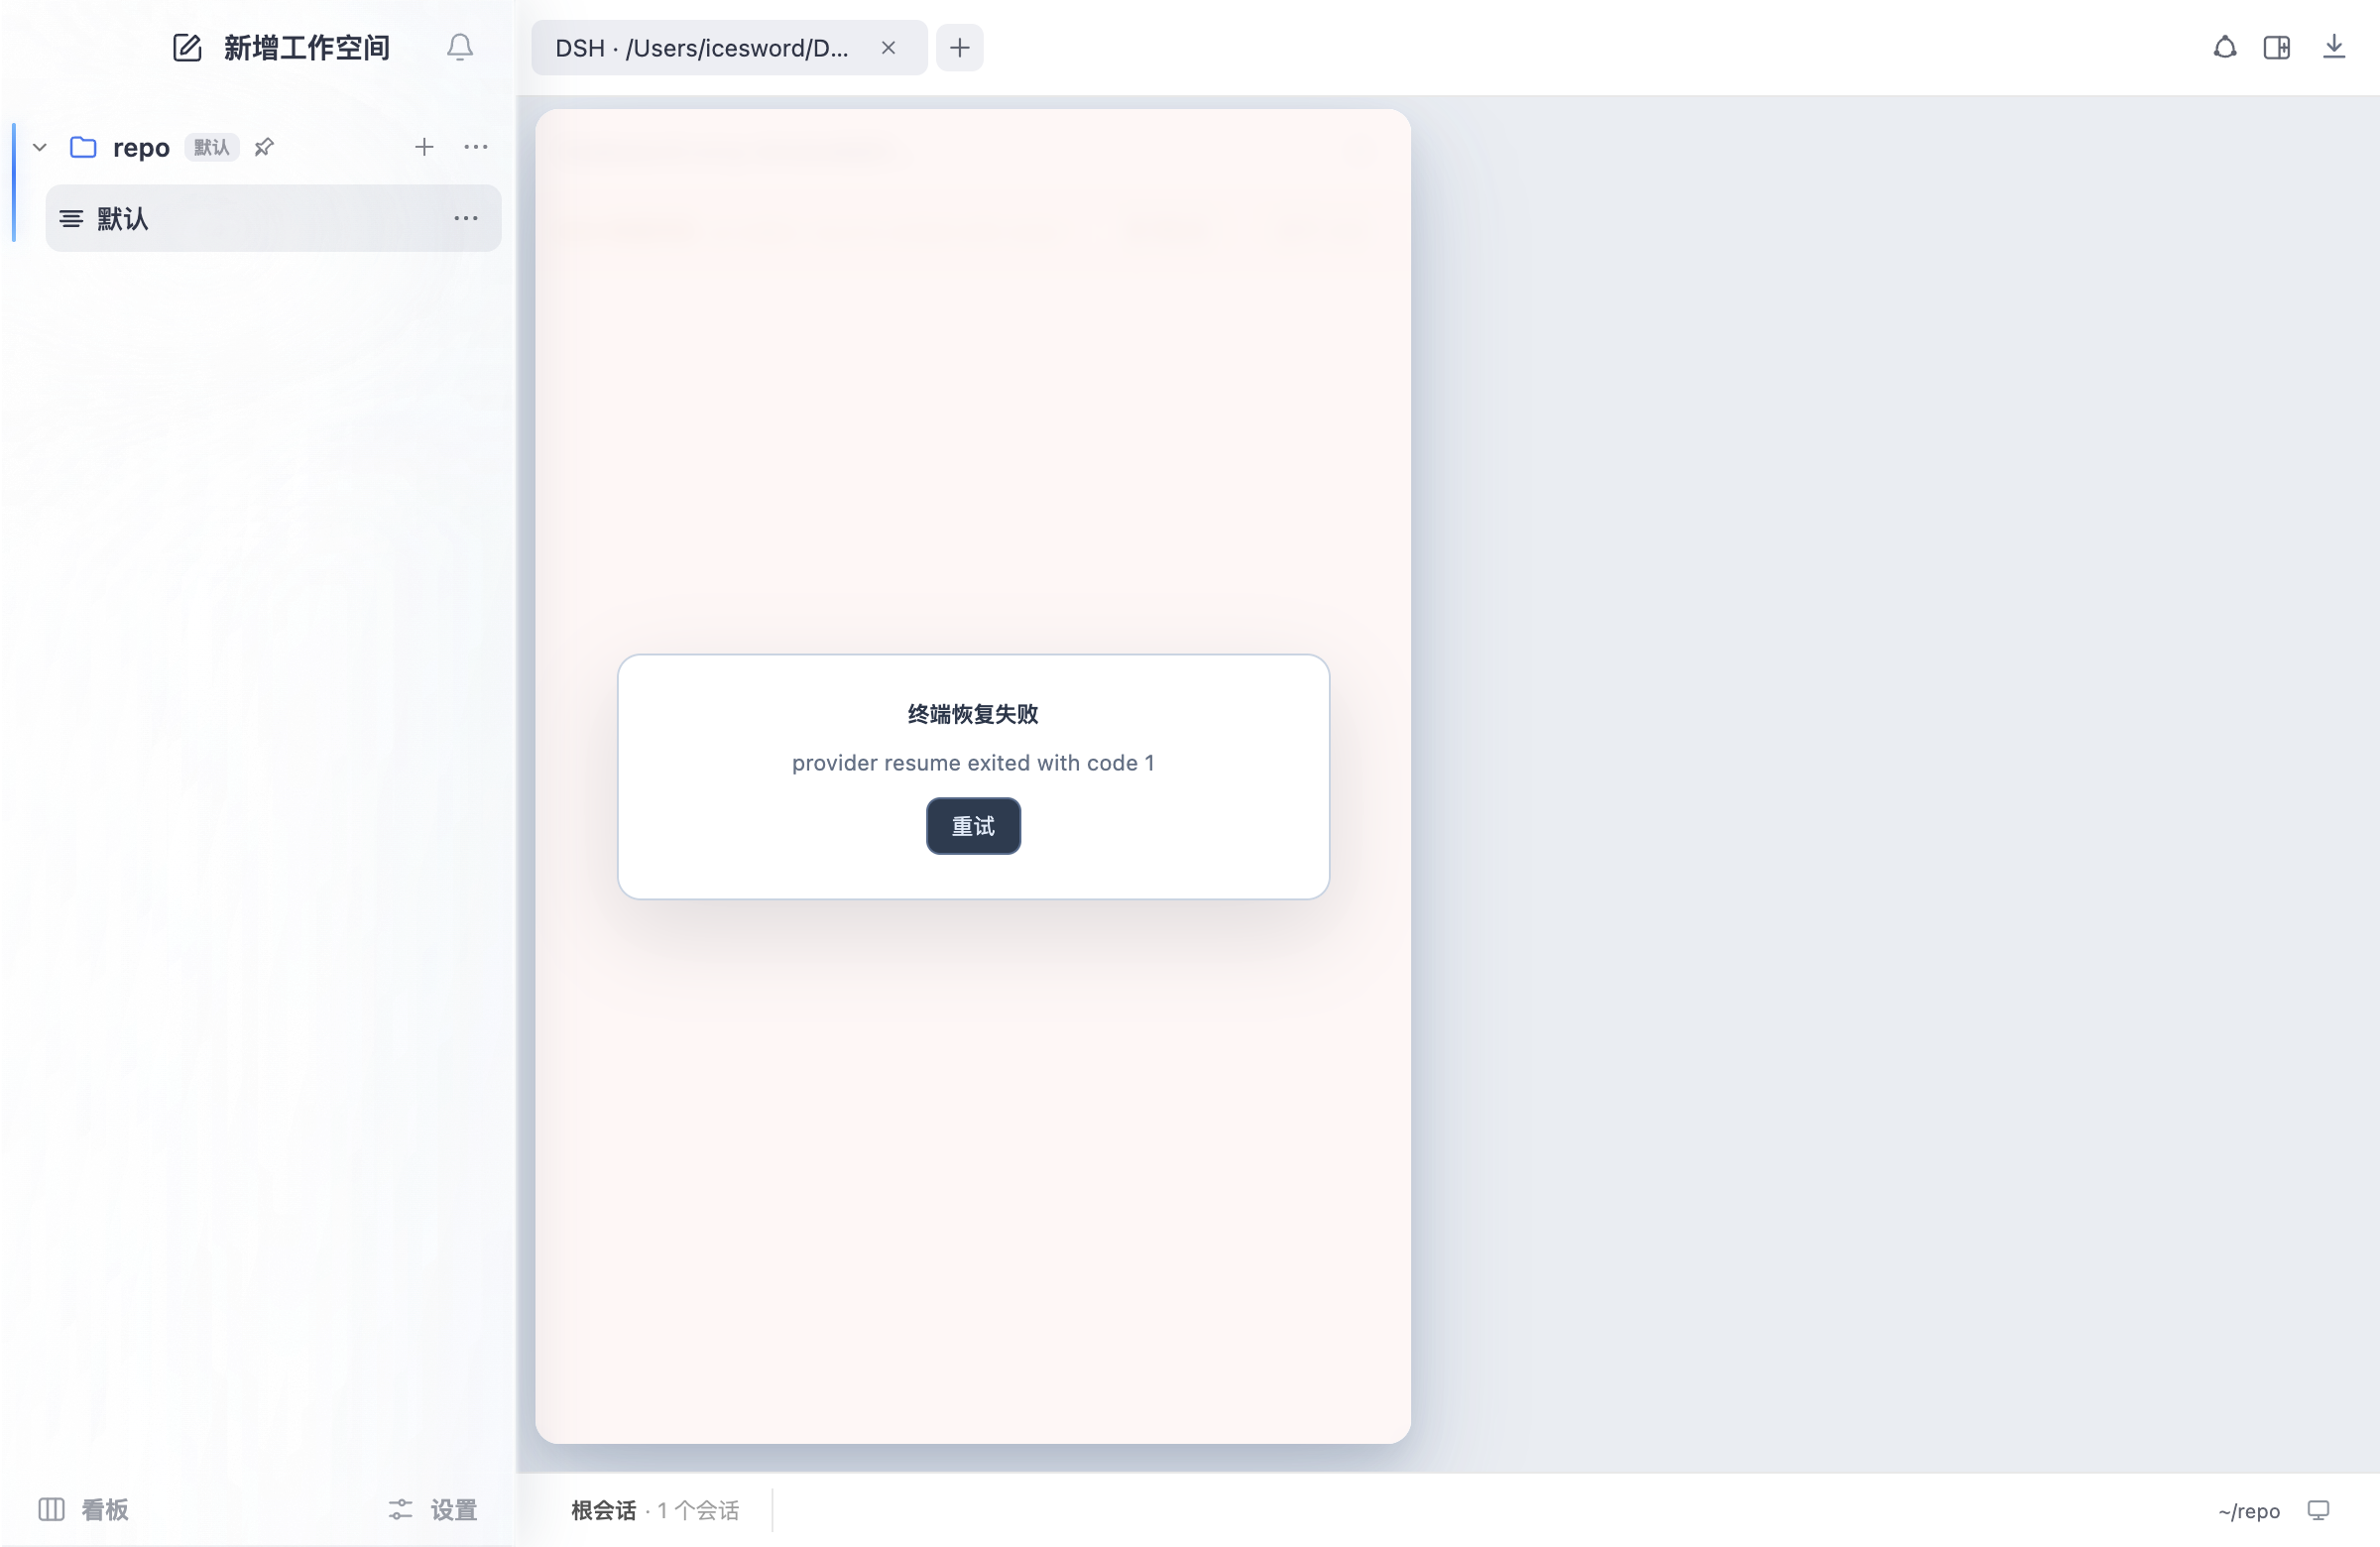 新增工作空间
DSH · /Users/icesword/D...
repo 默认
默认
终端恢复失败
provider resume exited with code 1
重试
看板
设置
根会话 · 1 个会话
~/repo